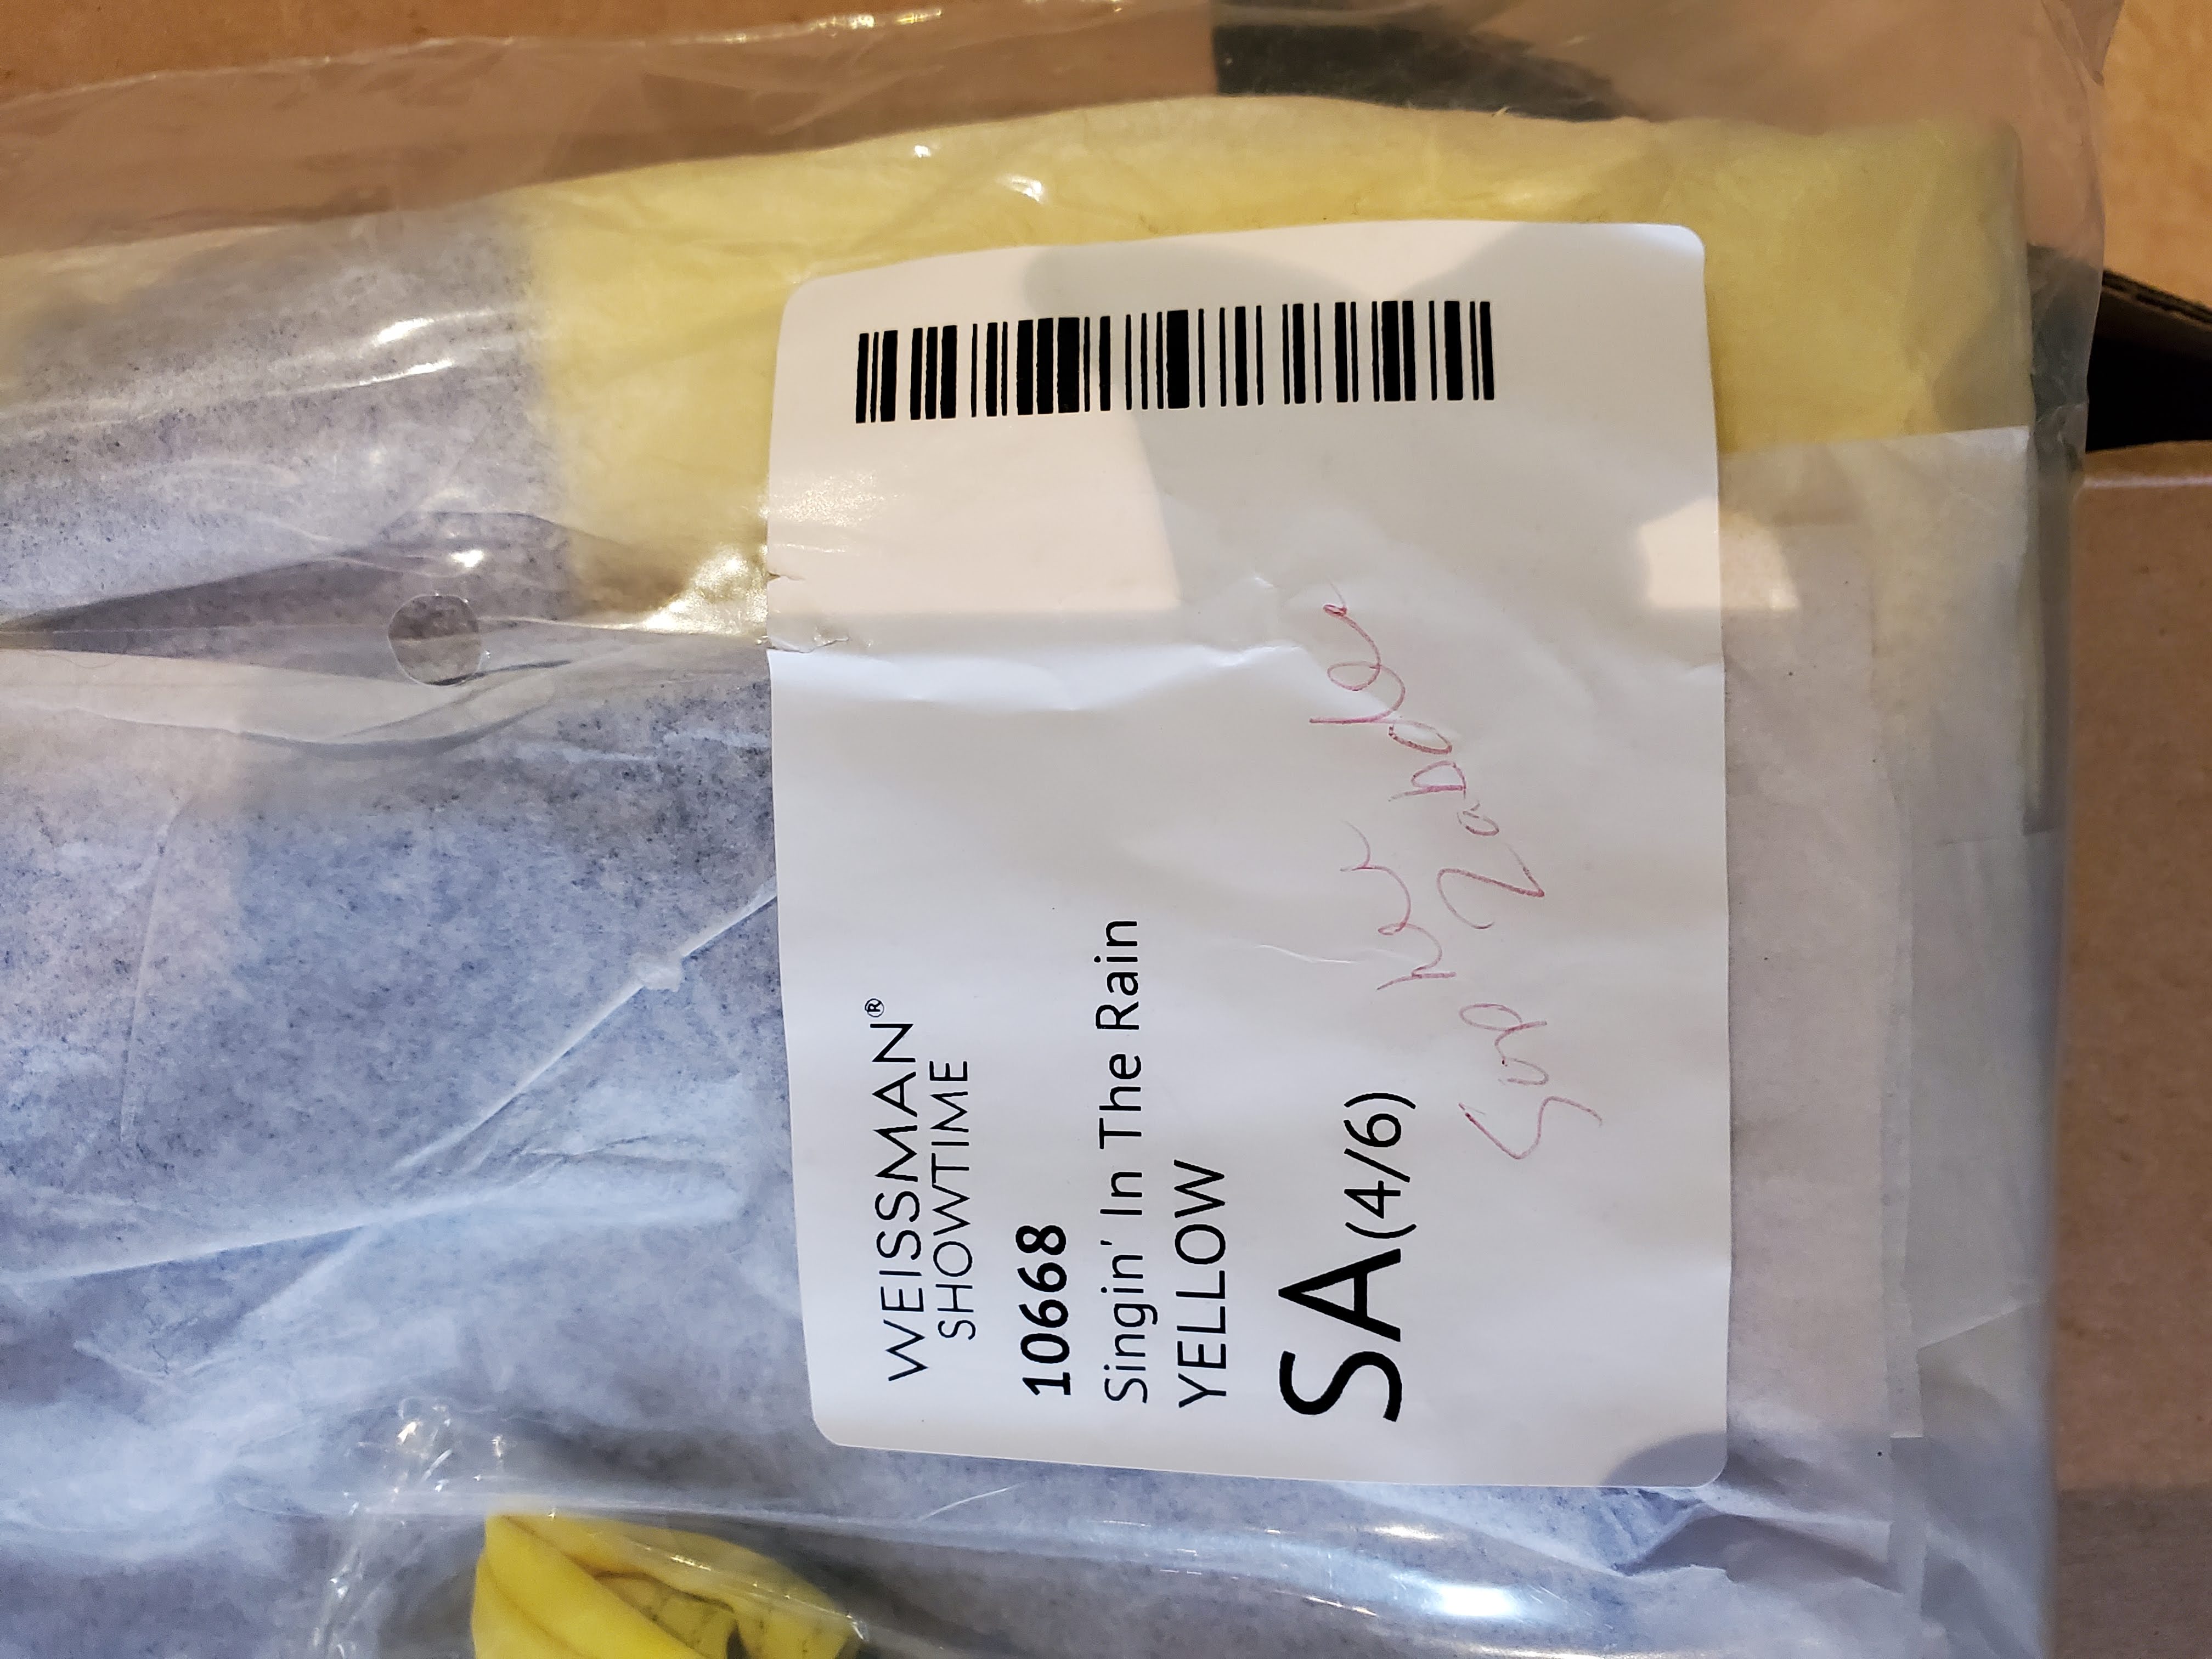 WEISSMAN®
SHOWTIME
10668
Singin' In The Rain
YELLOW
SA(4/6)